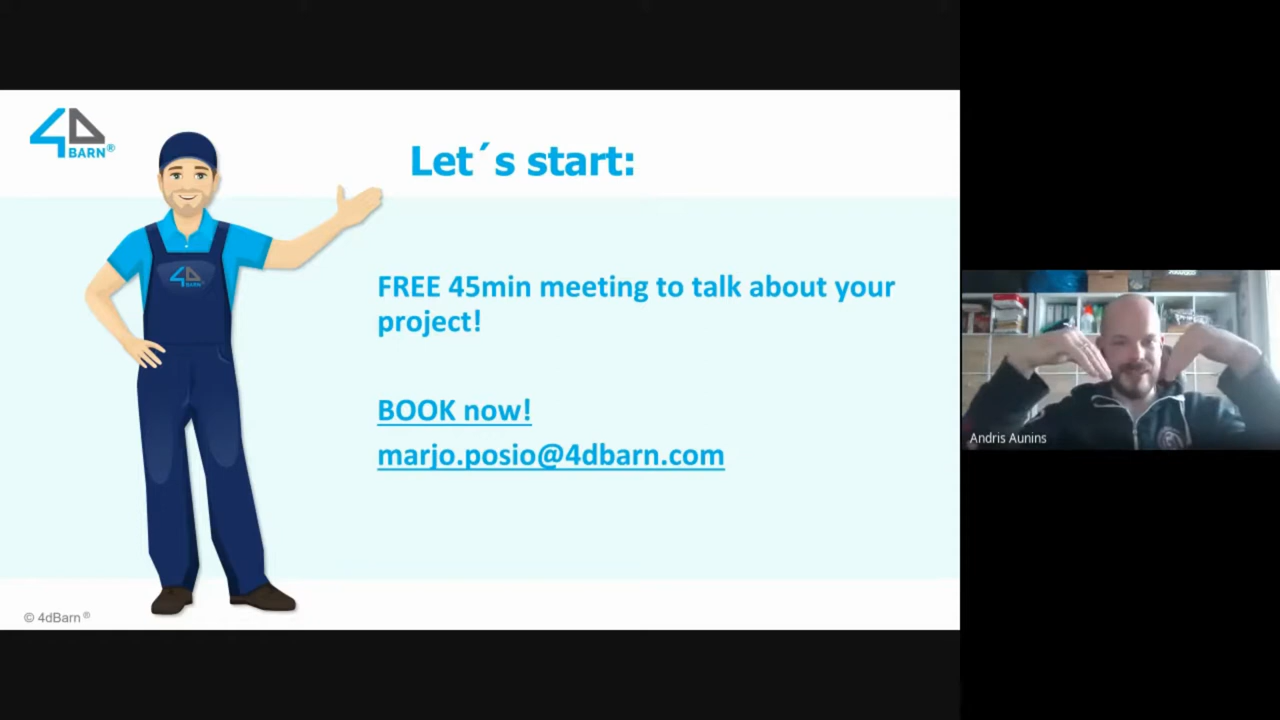 4D
BARN®
Let´s start:
4D
FREE 45min meeting to talk about your
project!
BOOK now!
marjo.posio@4dbarn.com
Andris Aunins
© 4dBarn ®